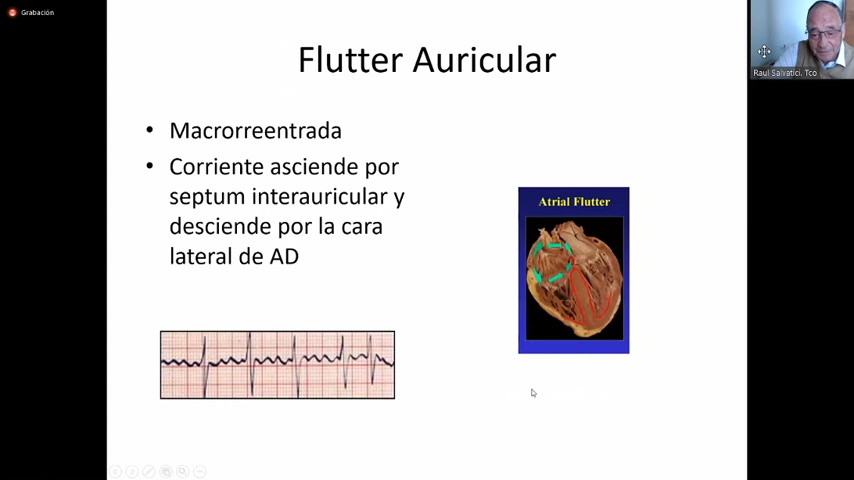 Grabación
Flutter Auricular
• Macrorreentrada
• Corriente asciende por
septum interauricular y
desciende por la cara
lateral de AD
Atrial Flutter
Raul Salvatici. Tco